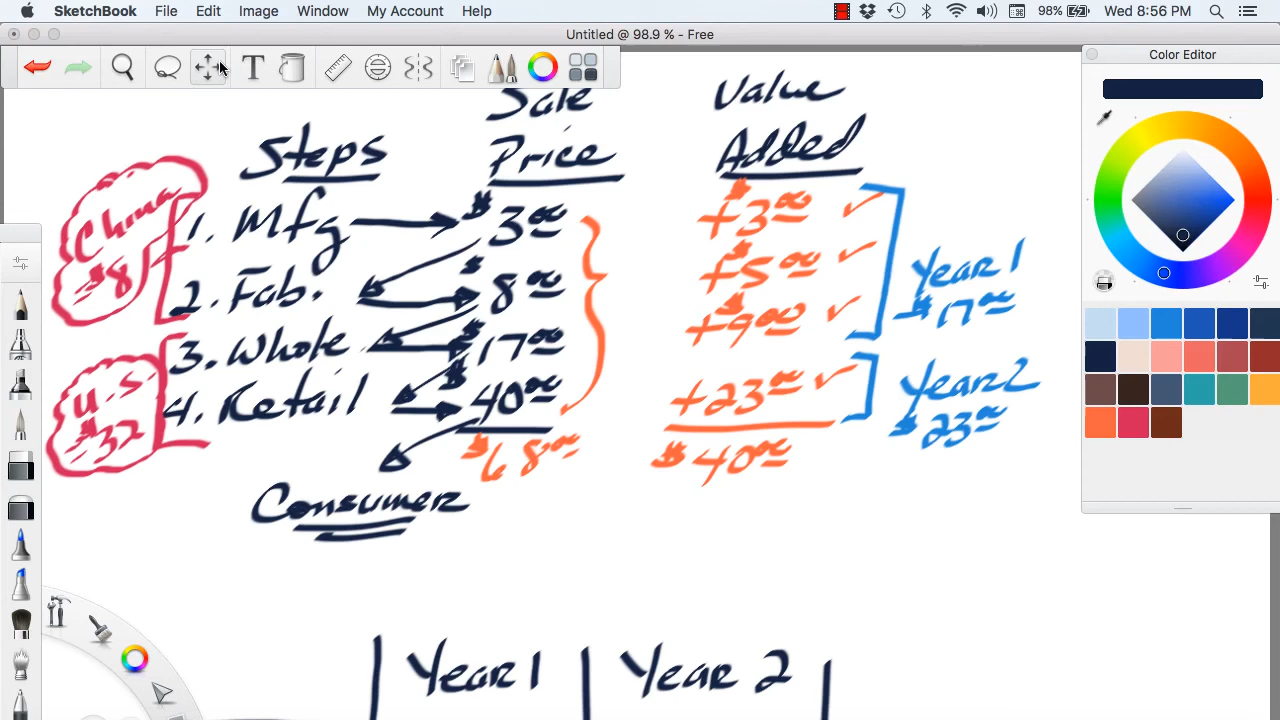 SketchBook File Edit Image Window My Account Help 98% Wed 8:56 PM
Untitled @ 98.9 % - Free
Color Editor
Sale Value
Steps Price Added
China 1. Mfg $3.00 +$3.00 ✓
$8 2. Fab. $8.00 +$5.00 ✓ Year 1
3. Whole $17.00 +$9.00 ✓ $17.00
U.S. 4. Retail $40.00 +23.00 ✓ Year 2
$32 $68.00 $40.00 $23.00
Consumer
Year 1 Year 2